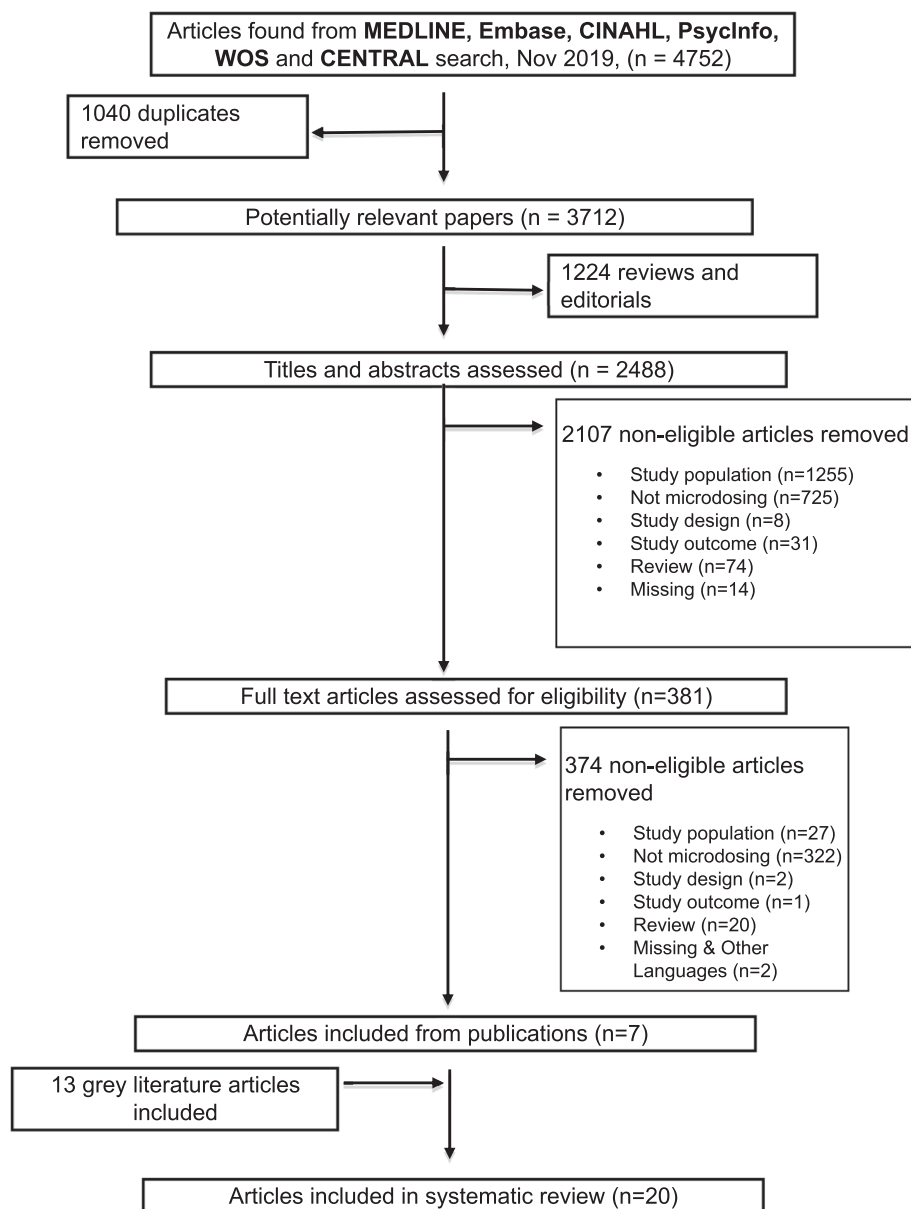 Articles found from MEDLINE, Embase, CINAHL, PsycInfo,
WOS and CENTRAL search, Nov 2019, (n = 4752)
1040 duplicates
removed
Potentially relevant papers (n = 3712)
1224 reviews and
editorials
Titles and abstracts assessed (n = 2488)
2107 non-eligible articles removed
• Study population (n=1255)
• Not microdosing (n=725)
• Study design (n=8)
• Study outcome (n=31)
• Review (n=74)
• Missing (n=14)
Full text articles assessed for eligibility (n=381)
374 non-eligible articles
removed
• Study population (n=27)
• Not microdosing (n=322)
• Study design (n=2)
• Study outcome (n=1)
• Review (n=20)
• Missing & Other
Languages (n=2)
Articles included from publications (n=7)
13 grey literature articles
included
Articles included in systematic review (n=20)